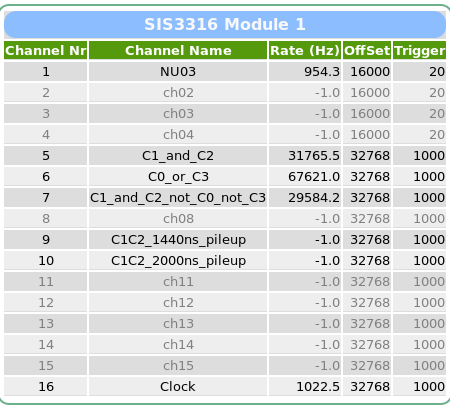 SIS3316 Module 1
Channel Nr Channel Name Rate (Hz) OffSet Trigger
1 NU03 954.3 16000 20
2 ch02 -1.0 16000 20
3 ch03 -1.0 16000 20
4 ch04 -1.0 16000 20
5 C1_and_C2 31765.5 32768 1000
6 C0_or_C3 67621.0 32768 1000
7 C1_and_C2_not_C0_not_C3 29584.2 32768 1000
8 ch08 -1.0 32768 1000
9 C1C2_1440ns_pileup -1.0 32768 1000
10 C1C2_2000ns_pileup -1.0 32768 1000
11 ch11 -1.0 32768 1000
12 ch12 -1.0 32768 1000
13 ch13 -1.0 32768 1000
14 ch14 -1.0 32768 1000
15 ch15 -1.0 32768 1000
16 Clock 1022.5 32768 1000